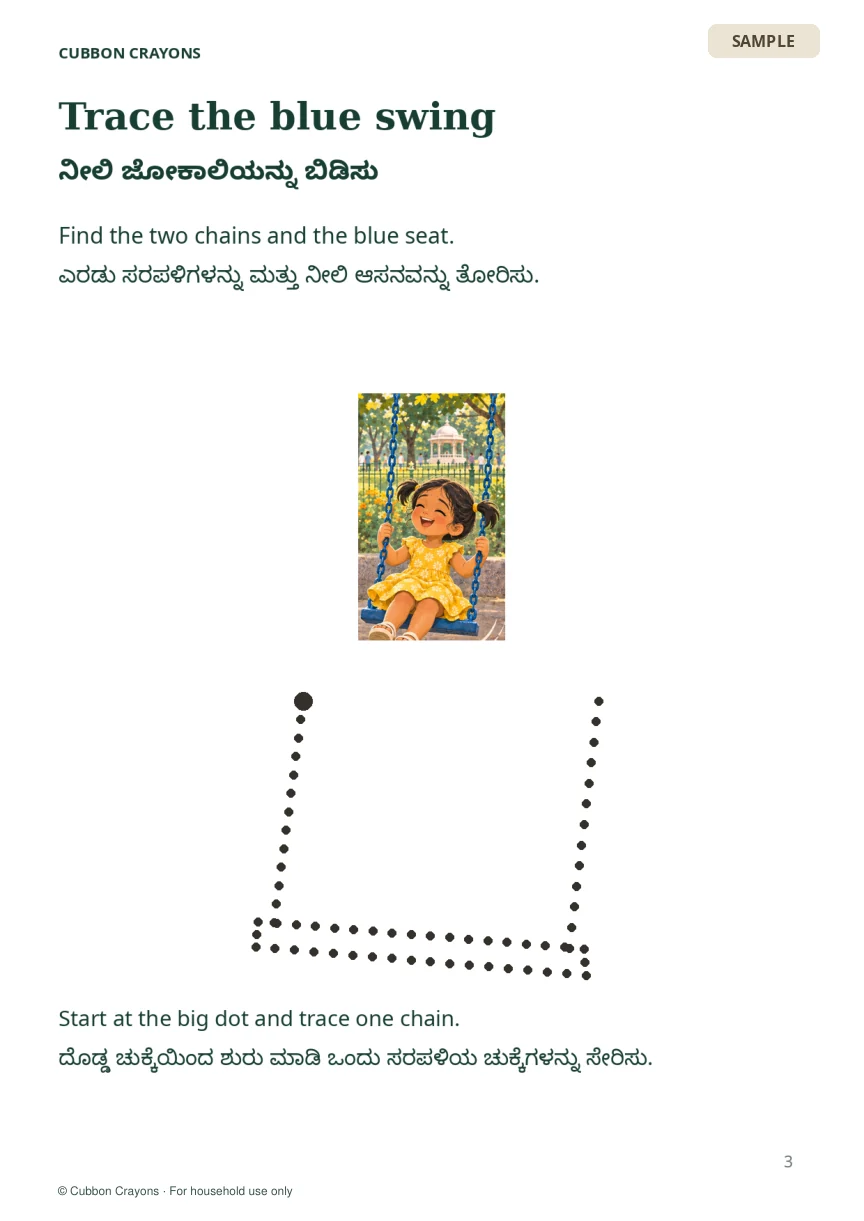 CUBBON CRAYONS
SAMPLE
Trace the blue swing
ನೀಲಿ ಜೋಕಾಲಿಯನ್ನು ಬಿಡಿಸು
Find the two chains and the blue seat.
ಎರಡು ಸರಪಳಿಗಳನ್ನು ಮತ್ತು ನೀಲಿ ಆಸನವನ್ನು ತೋರಿಸು.
Start at the big dot and trace one chain.
ದೊಡ್ಡ ಚುಕ್ಕೆಯಿಂದ ಶುರು ಮಾಡಿ ಒಂದು ಸರಪಳಿಯ ಚುಕ್ಕೆಗಳನ್ನು ಸೇರಿಸು.
3
© Cubbon Crayons · For household use only